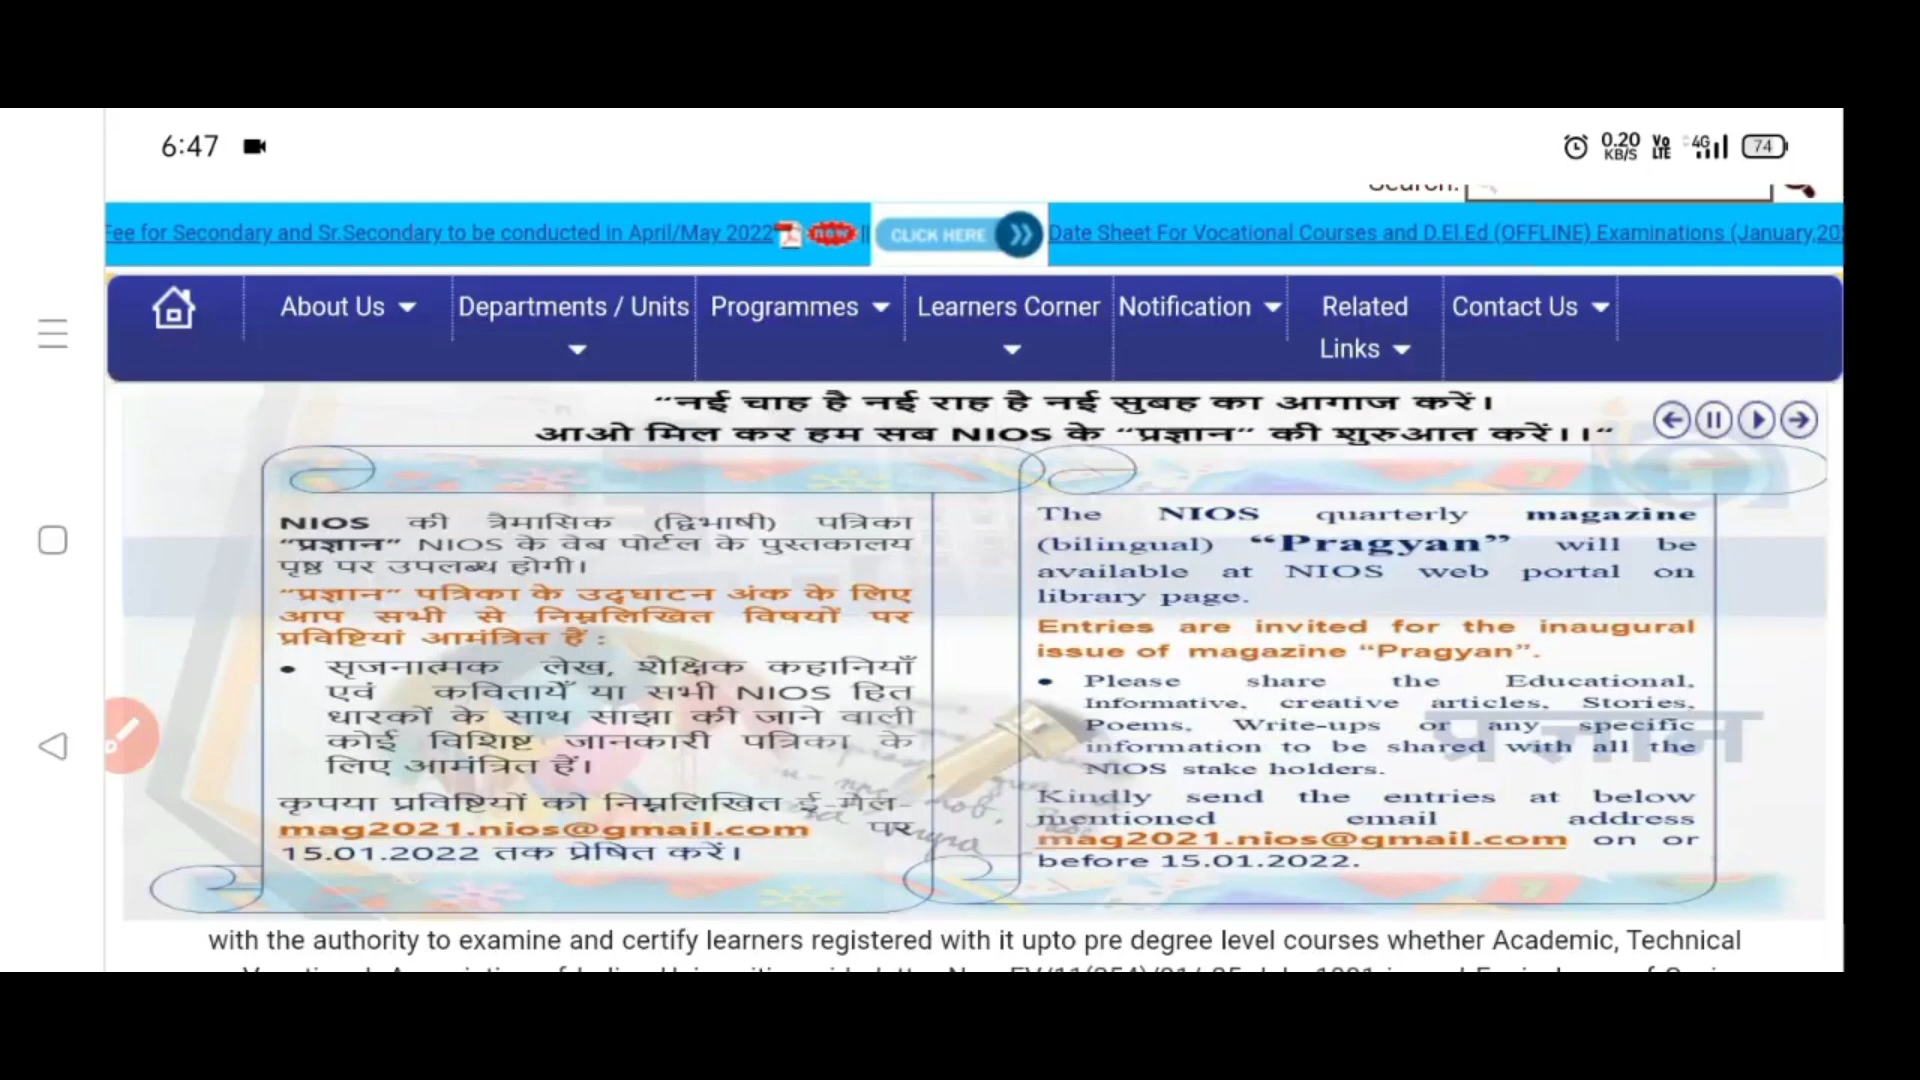 6:47
0.20 KB/S Vo LTE 4G 74
Search:
Fee for Secondary and Sr.Secondary to be conducted in April/May 2022 new || CLICK HERE Date Sheet For Vocational Courses and D.El.Ed (OFFLINE) Examinations (January,20
About Us Departments / Units Programmes Learners Corner Notification Related Links Contact Us
“नई चाह है नई राह है नई सुबह का आगाज करें।
आओ मिल कर हम सब NIOS के “प्रज्ञान” की शुरुआत करें।।“
NIOS की त्रैमासिक (द्विभाषी) पत्रिका
“प्रज्ञान” NIOS के वेब पोर्टल के पुस्तकालय
पृष्ठ पर उपलब्ध होगी।
“प्रज्ञान” पत्रिका के उद्घाटन अंक के लिए
आप सभी से निम्नलिखित विषयों पर
प्रविष्टियां आमंत्रित हैं :
• सृजनात्मक लेख, शैक्षिक कहानियाँ
एवं कवितायेँ या सभी NIOS हित
धारकों के साथ साझा की जाने वाली
कोई विशिष्ट जानकारी पत्रिका के
लिए आमंत्रित हैं।
कृपया प्रविष्टियों को निम्नलिखित ई-मेल-
mag2021.nios@gmail.com पर
15.01.2022 तक प्रेषित करें।
The NIOS quarterly magazine
(bilingual) “Pragyan” will be
available at NIOS web portal on
library page.
Entries are invited for the inaugural
issue of magazine “Pragyan”.
• Please share the Educational,
Informative, creative articles, Stories,
Poems, Write-ups or any specific
information to be shared with all the
NIOS stake holders.
Kindly send the entries at below
mentioned email address
mag2021.nios@gmail.com on or
before 15.01.2022.
with the authority to examine and certify learners registered with it upto pre degree level courses whether Academic, Technical